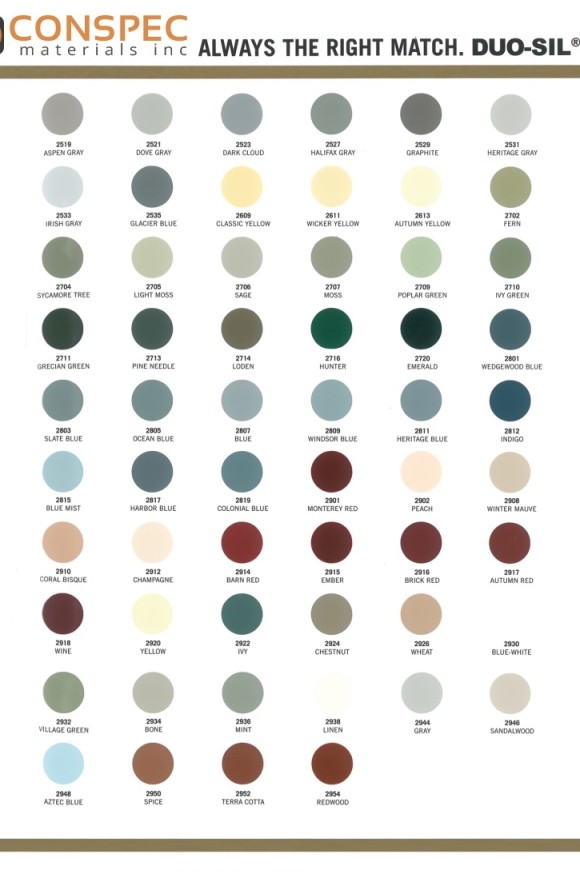 CONSPEC
materials inc
ALWAYS THE RIGHT MATCH. DUO-SIL®
2519 2521 2523 2527 2529 2531
ASPEN GRAY DOVE GRAY DARK CLOUD HALIFAX GRAY GRAPHITE HERITAGE GRAY
2533 2535 2609 2611 2613 2702
IRISH GRAY GLACIER BLUE CLASSIC YELLOW WICKER YELLOW AUTUMN YELLOW FERN
2704 2705 2706 2707 2709 2710
SYCAMORE TREE LIGHT MOSS SAGE MOSS POPLAR GREEN IVY GREEN
2711 2713 2714 2716 2720 2801
GRECIAN GREEN PINE NEEDLE LODEN HUNTER EMERALD WEDGEWOOD BLUE
2803 2805 2807 2809 2811 2812
SLATE BLUE OCEAN BLUE BLUE WINDSOR BLUE HERITAGE BLUE INDIGO
2815 2817 2819 2901 2902 2908
BLUE MIST HARBOR BLUE COLONIAL BLUE MONTEREY RED PEACH WINTER MAUVE
2910 2912 2914 2915 2916 2917
CORAL BISQUE CHAMPAGNE BARN RED EMBER BRICK RED AUTUMN RED
2918 2920 2922 2924 2926 2930
WINE YELLOW IVY CHESTNUT WHEAT BLUE-WHITE
2932 2934 2936 2938 2944 2946
VILLAGE GREEN BONE MINT LINEN GRAY SANDALWOOD
2948 2950 2952 2954
AZTEC BLUE SPICE TERRA COTTA REDWOOD